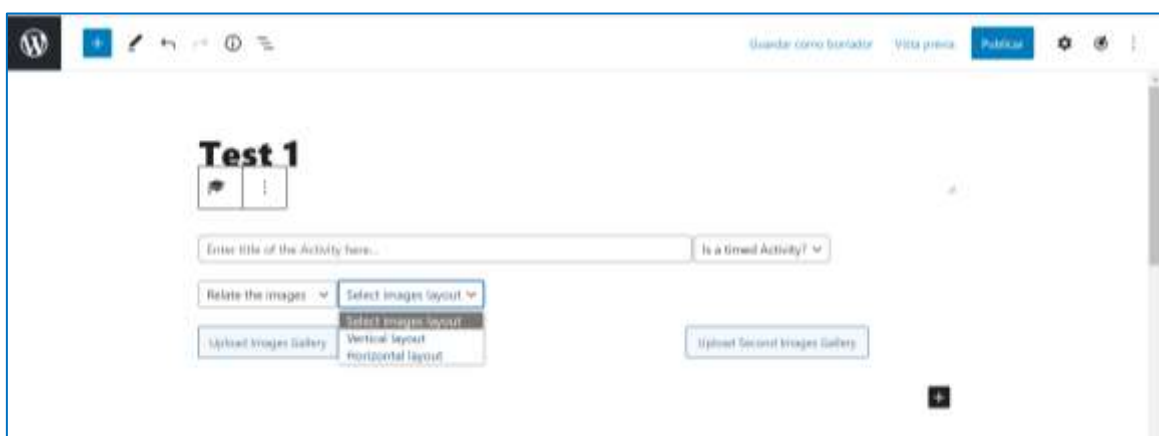 Guardar como borrador Vista previa Publicar
Test 1
Enter title of the Activity here... Is a timed Activity?
Relate the images Select images layout
Select images layout
Vertical layout
Horizontal layout
Upload Images Gallery Upload Second Images Gallery